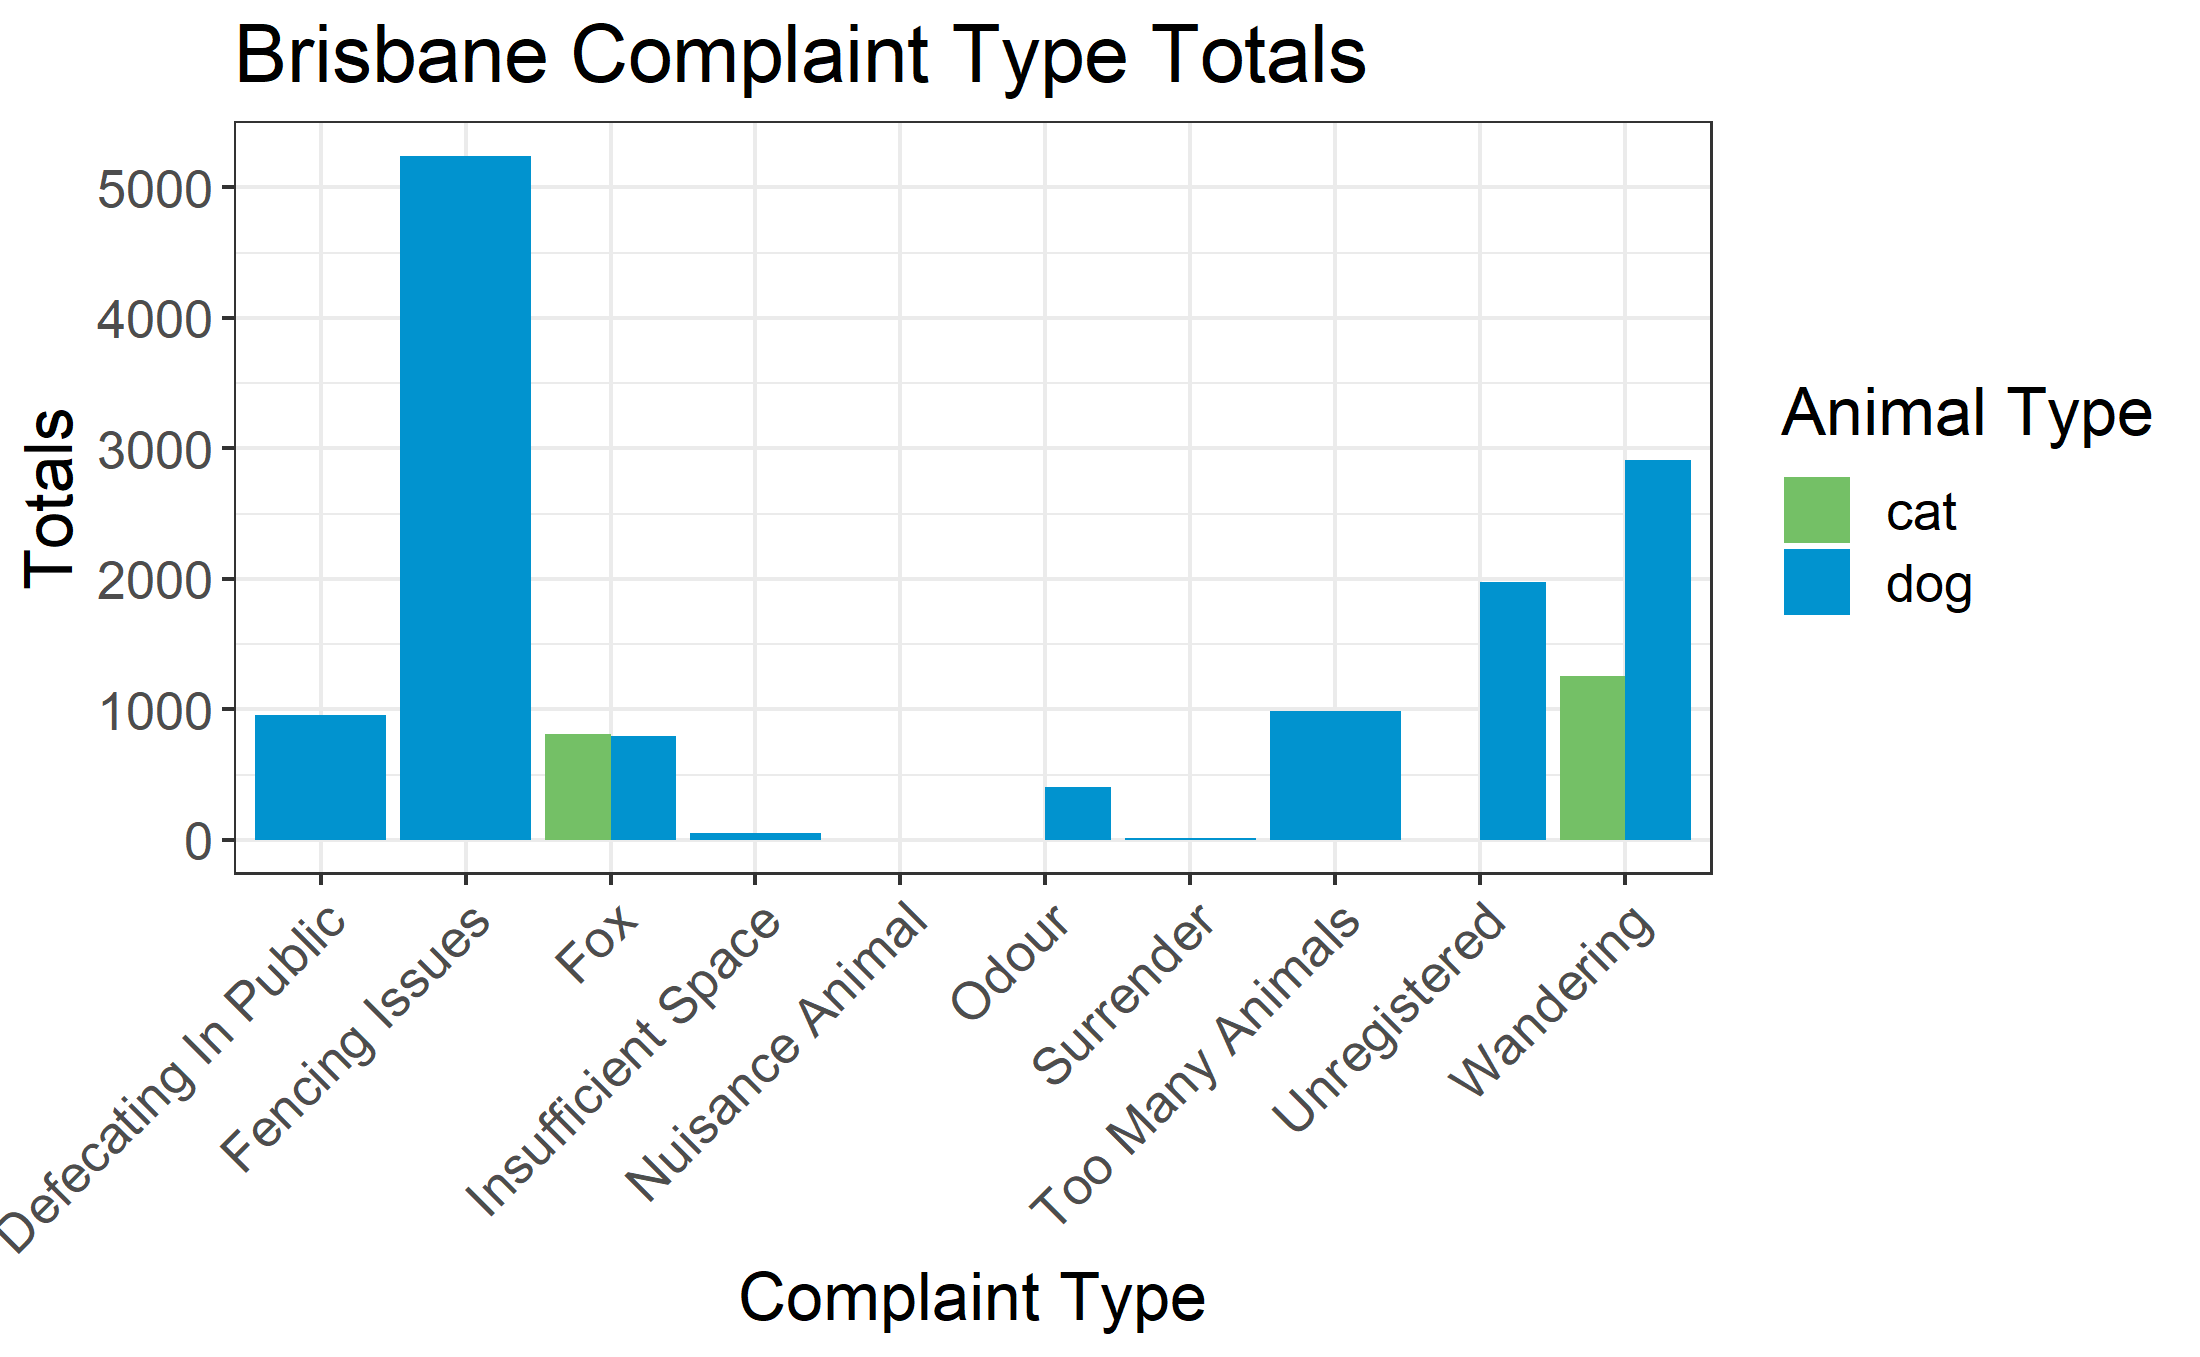 Brisbane Complaint Type Totals
Totals
5000
4000
3000
2000
1000
0
Defecating In Public
Fencing Issues
Fox
Insufficient Space
Nuisance Animal
Odour
Surrender
Too Many Animals
Unregistered
Wandering
Complaint Type
Animal Type
cat
dog